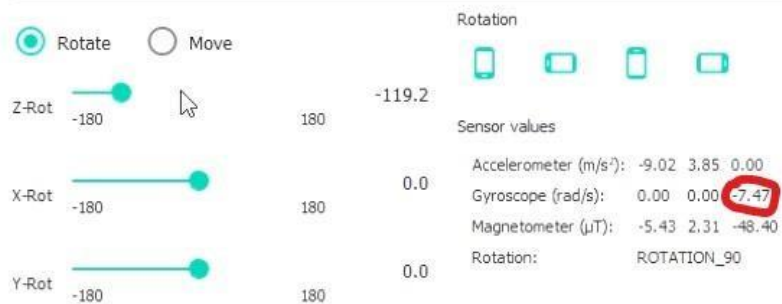 Rotate Move
Z-Rot -180 180 -119.2
X-Rot -180 180 0.0
Y-Rot -180 180 0.0
Rotation
Sensor values
Accelerometer (m/s²): -9.02 3.85 0.00
Gyroscope (rad/s): 0.00 0.00 -7.47
Magnetometer (μT): -5.43 2.31 -48.40
Rotation: ROTATION_90